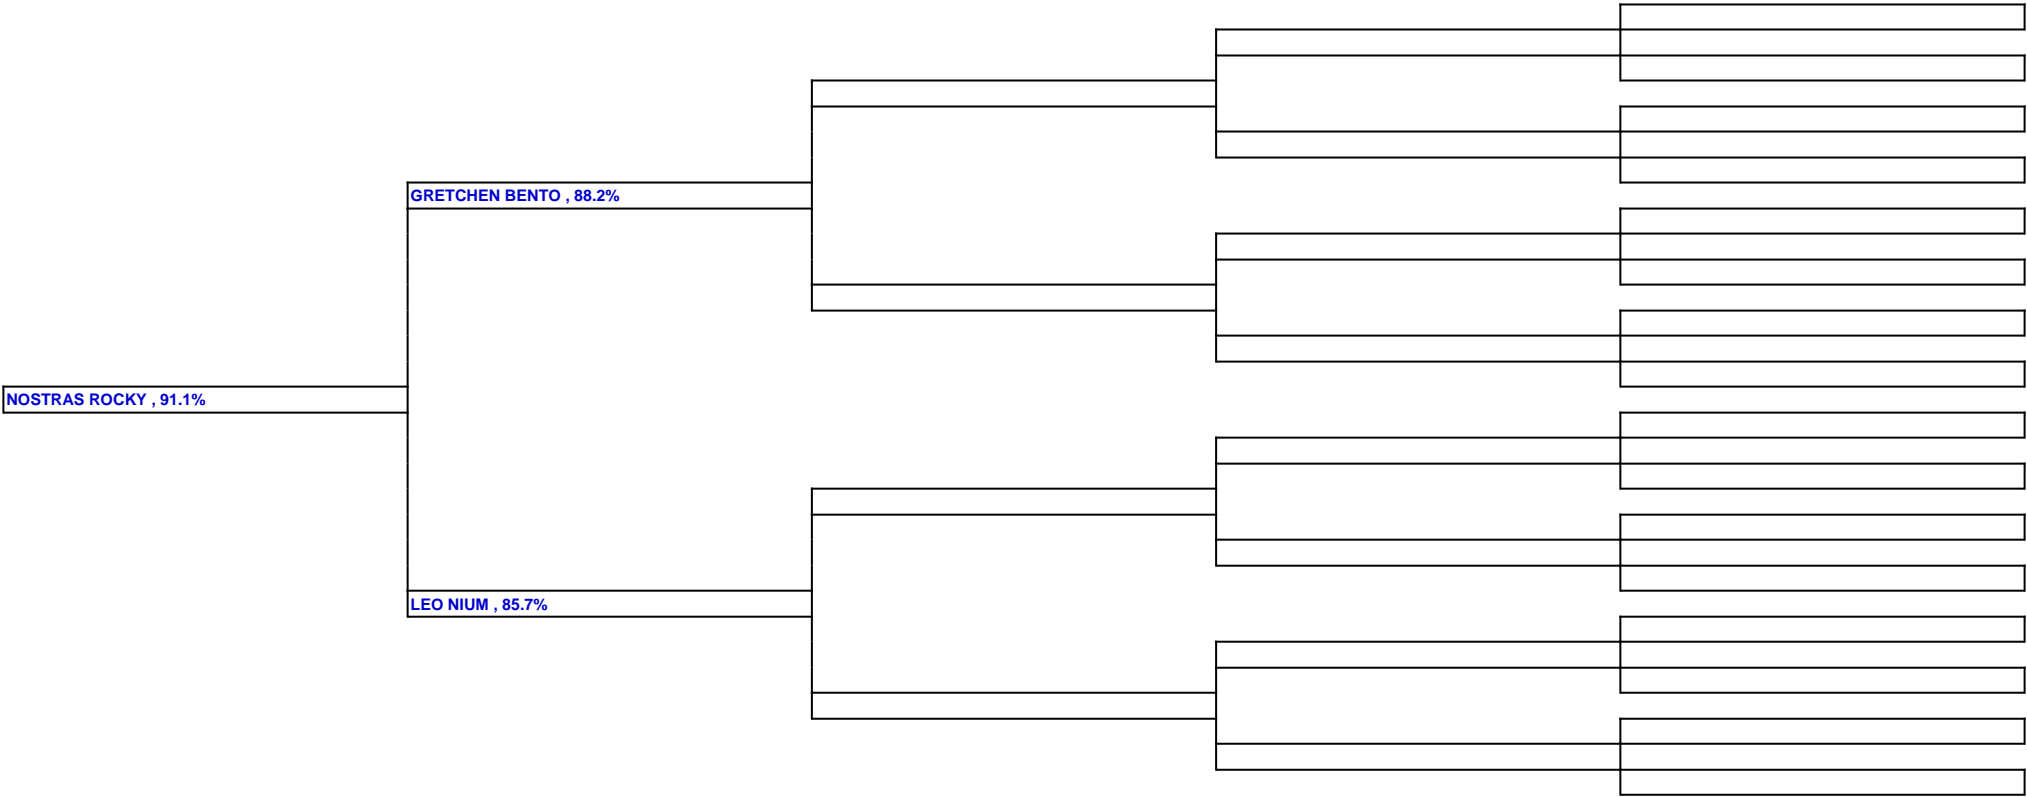 GRETCHEN BENTO , 88.2%
NOSTRAS ROCKY , 91.1%
LEO NIUM , 85.7%